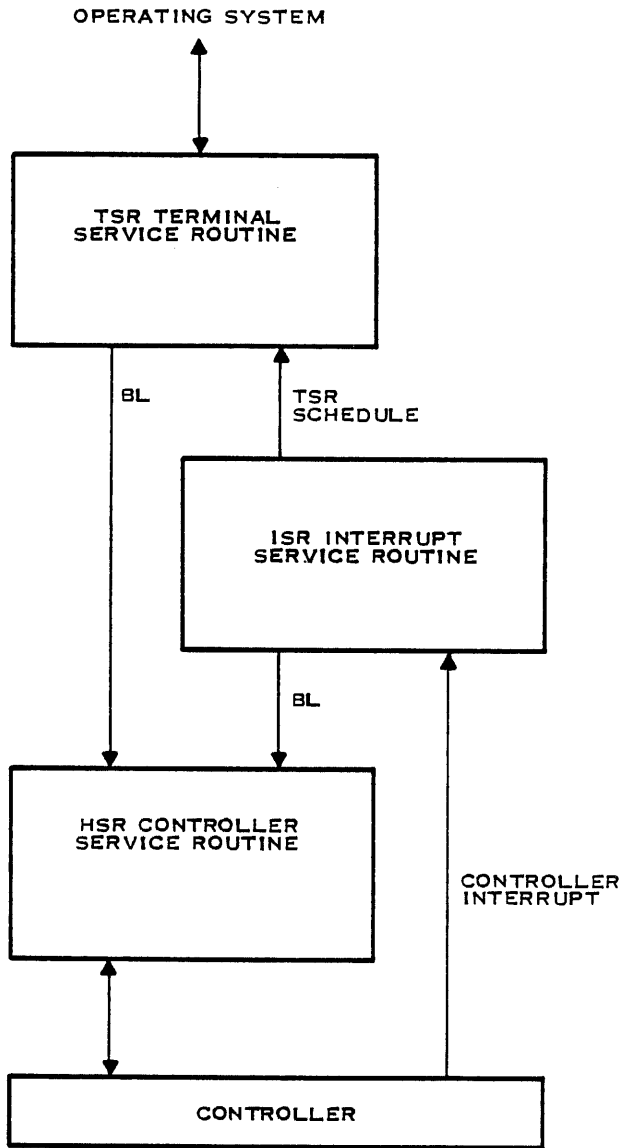 OPERATING SYSTEM
TSR TERMINAL
SERVICE ROUTINE
BL
TSR
SCHEDULE
ISR INTERRUPT
SERVICE ROUTINE
BL
HSR CONTROLLER
SERVICE ROUTINE
CONTROLLER
INTERRUPT
CONTROLLER